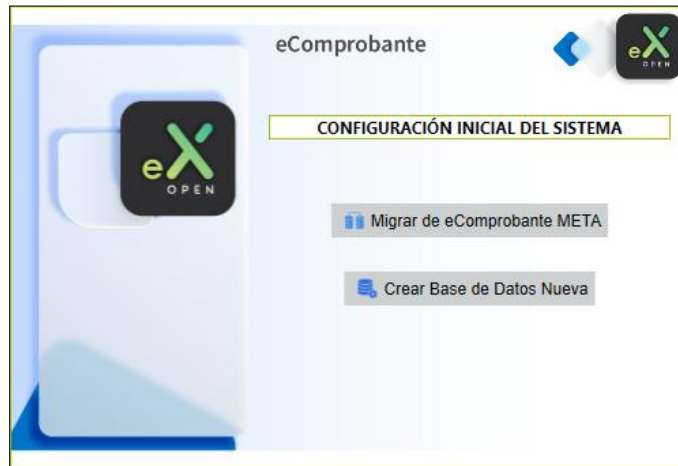 eComprobante
eX
OPEN
CONFIGURACIÓN INICIAL DEL SISTEMA
eX
OPEN
Migrar de eComprobante META
Crear Base de Datos Nueva